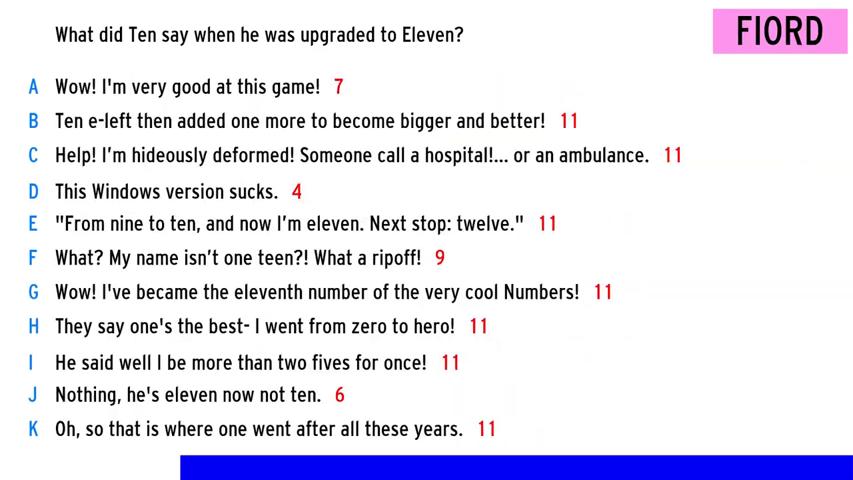 What did Ten say when he was upgraded to Eleven?
FIORD
A Wow! I'm very good at this game! 7
B Ten e-left then added one more to become bigger and better! 11
C Help! I'm hideously deformed! Someone call a hospital!... or an ambulance. 11
D This Windows version sucks. 4
E "From nine to ten, and now I'm eleven. Next stop: twelve." 11
F What? My name isn't one teen?! What a ripoff! 9
G Wow! I've became the eleventh number of the very cool Numbers! 11
H They say one's the best- I went from zero to hero! 11
I He said well I be more than two fives for once! 11
J Nothing, he's eleven now not ten. 6
K Oh, so that is where one went after all these years. 11